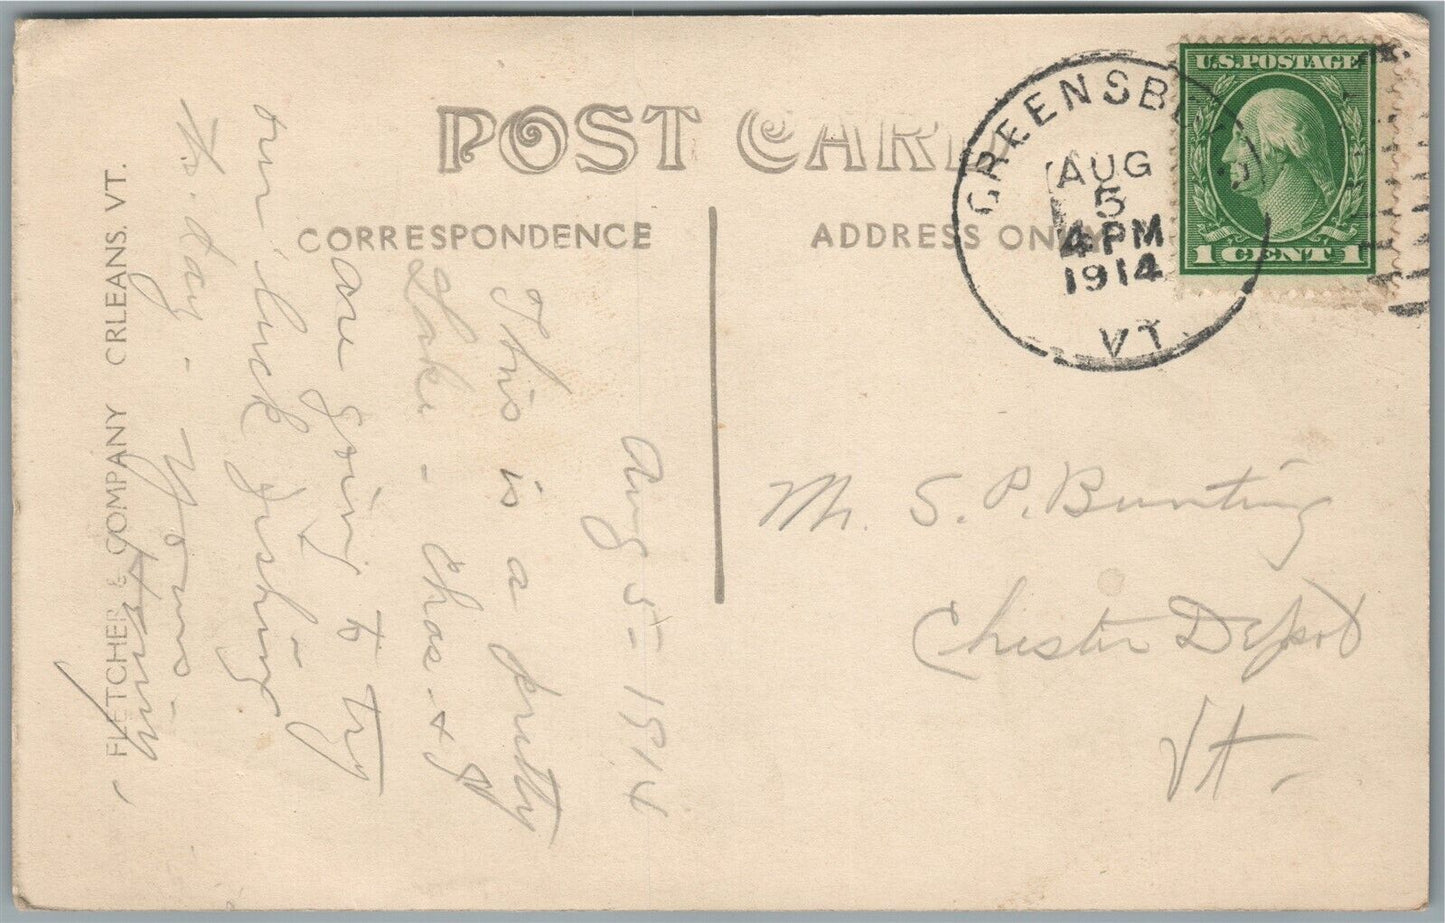 POST CARD
CORRESPONDENCE
ADDRESS ONLY
GREENSBORO
AUG
5
4 PM
1914
VT.
U.S. POSTAGE
1 CENT 1
Aug 5 - 1914
This is a pretty
Lake - Chas - & I
are going to try
our luck fishing.
to. day - Yours
Henry
Mr. S. P. Bunting
Chester Depot
Vt -
FLETCHER & COMPANY ORLEANS, VT.